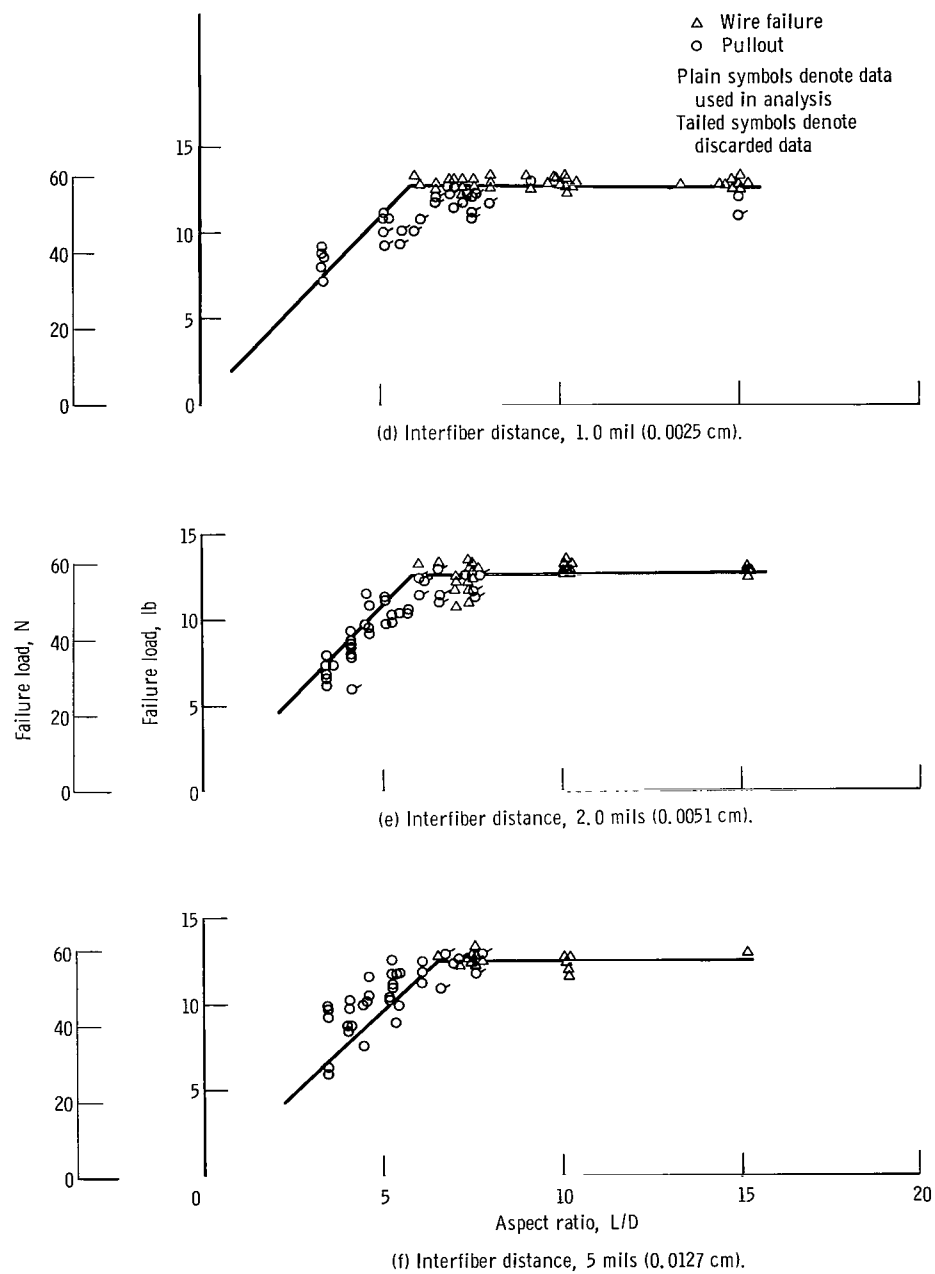 △ Wire failure
○ Pullout
Plain symbols denote data
used in analysis
Tailed symbols denote
discarded data
15
10
5
0
60
40
20
0
(d) Interfiber distance, 1.0 mil (0.0025 cm).
Failure load, N
Failure load, lb
15
10
5
0
60
40
20
0
(e) Interfiber distance, 2.0 mils (0.0051 cm).
15
10
5
60
40
20
0
0
5
10
15
20
Aspect ratio, L/D
(f) Interfiber distance, 5 mils (0.0127 cm).